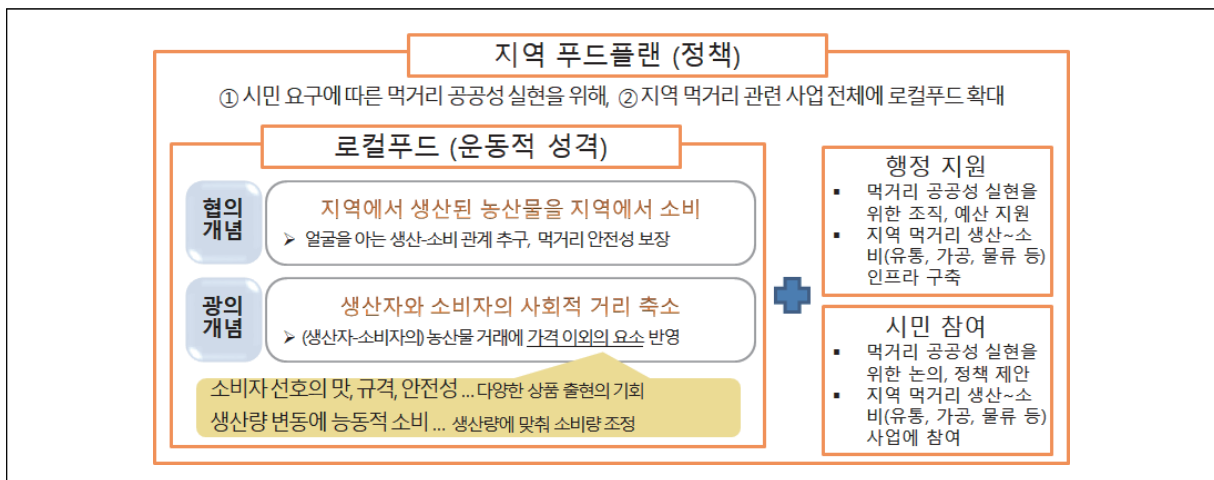 지역 푸드플랜 (정책)
① 시민 요구에 따른 먹거리 공공성 실현을 위해, ② 지역 먹거리 관련 사업 전체에 로컬푸드 확대
로컬푸드 (운동적 성격)
협의
개념
지역에서 생산된 농산물을 지역에서 소비
➢ 얼굴을 아는 생산-소비 관계 추구, 먹거리 안전성 보장
광의
개념
생산자와 소비자의 사회적 거리 축소
➢ (생산자-소비자의) 농산물 거래에 가격 이외의 요소 반영
소비자 선호의 맛, 규격, 안전성 ... 다양한 상품 출현의 기회
생산량 변동에 능동적 소비 ... 생산량에 맞춰 소비량 조정
행정 지원
▪ 먹거리 공공성 실현을
위한 조직, 예산 지원
▪ 지역 먹거리 생산~소
비(유통, 가공, 물류 등)
인프라 구축
시민 참여
▪ 먹거리 공공성 실현을
위한 논의, 정책 제안
▪ 지역 먹거리 생산~소
비(유통, 가공, 물류 등)
사업에 참여